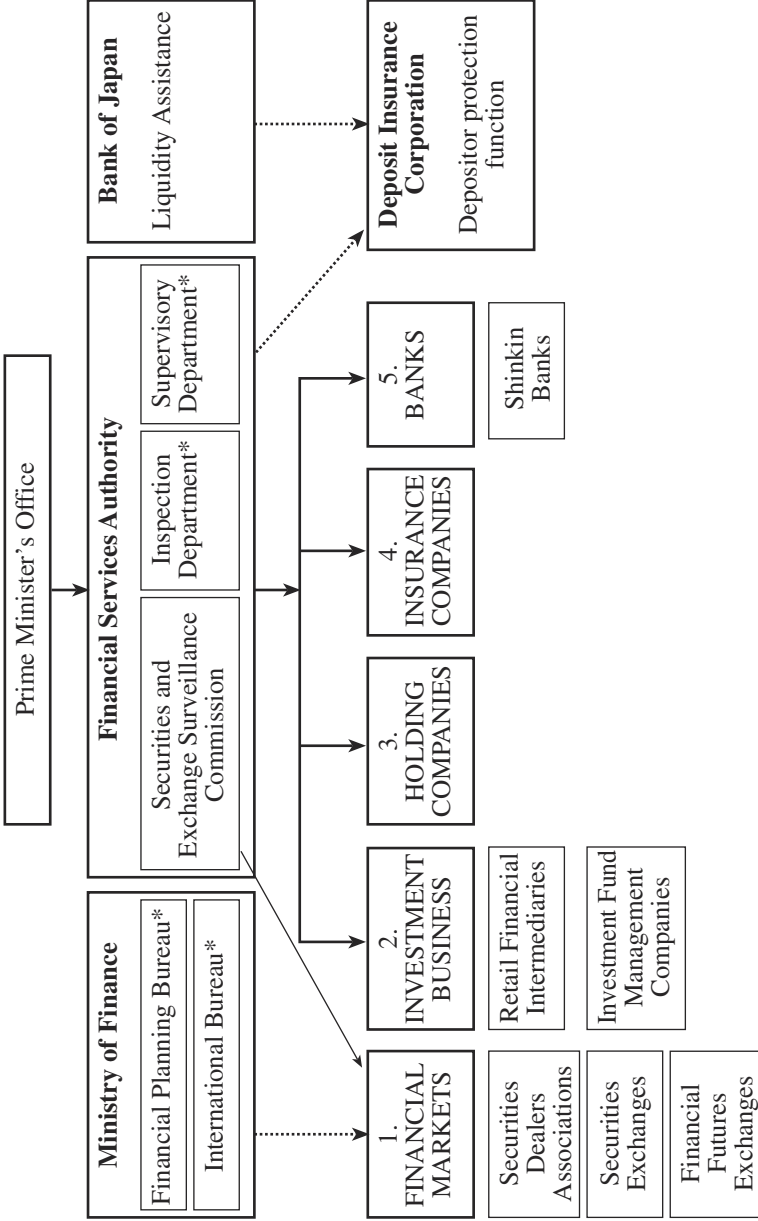 Prime Minister’s Office
Ministry of Finance
Financial Planning Bureau*
International Bureau*
Financial Services Authority
Securities and
Exchange Surveillance
Commission
Inspection
Department*
Supervisory
Department*
Bank of Japan
Liquidity Assistance
1.
FINANCIAL
MARKETS
Securities
Dealers
Associations
Securities
Exchanges
Financial
Futures
Exchanges
2.
INVESTMENT
BUSINESS
Retail Financial
Intermediaries
Investment Fund
Management
Companies
3.
HOLDING
COMPANIES
4.
INSURANCE
COMPANIES
5.
BANKS
Shinkin
Banks
Deposit Insurance
Corporation
Depositor protection
function